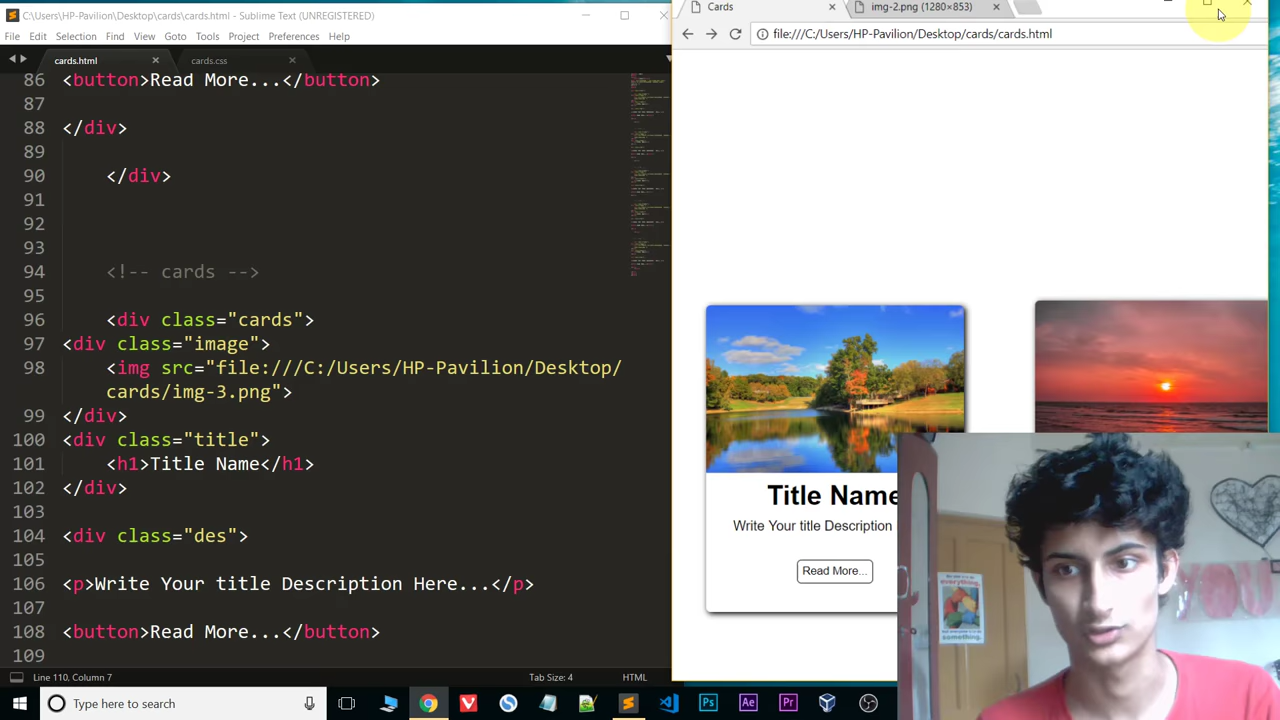 C:\Users\HP-Pavilion\Desktop\cards\cards.html - Sublime Text (UNREGISTERED)
File Edit Selection Find View Goto Tools Project Preferences Help
cards.html
cards.css
86 <button>Read More...</button>
87
88 </div>
89
90 </div>
91
92
93
94 <!-- cards -->
95
96 <div class="cards">
97 <div class="image">
98 <img src="file:///C:/Users/HP-Pavilion/Desktop/
cards/img-3.png">
99 </div>
100 <div class="title">
101 <h1>Title Name</h1>
102 </div>
103
104 <div class="des">
105
106 <p>Write Your title Description Here...</p>
107
108 <button>Read More...</button>
109
Line 110, Column 7
Tab Size: 4
HTML
Cards
img-2.png (1280×853)
file:///C:/Users/HP-Pavilion/Desktop/cards/cards.html
Title Name
Write Your title Description
Read More...
everything.
something.
Type here to search
Ps
Ae
Pr